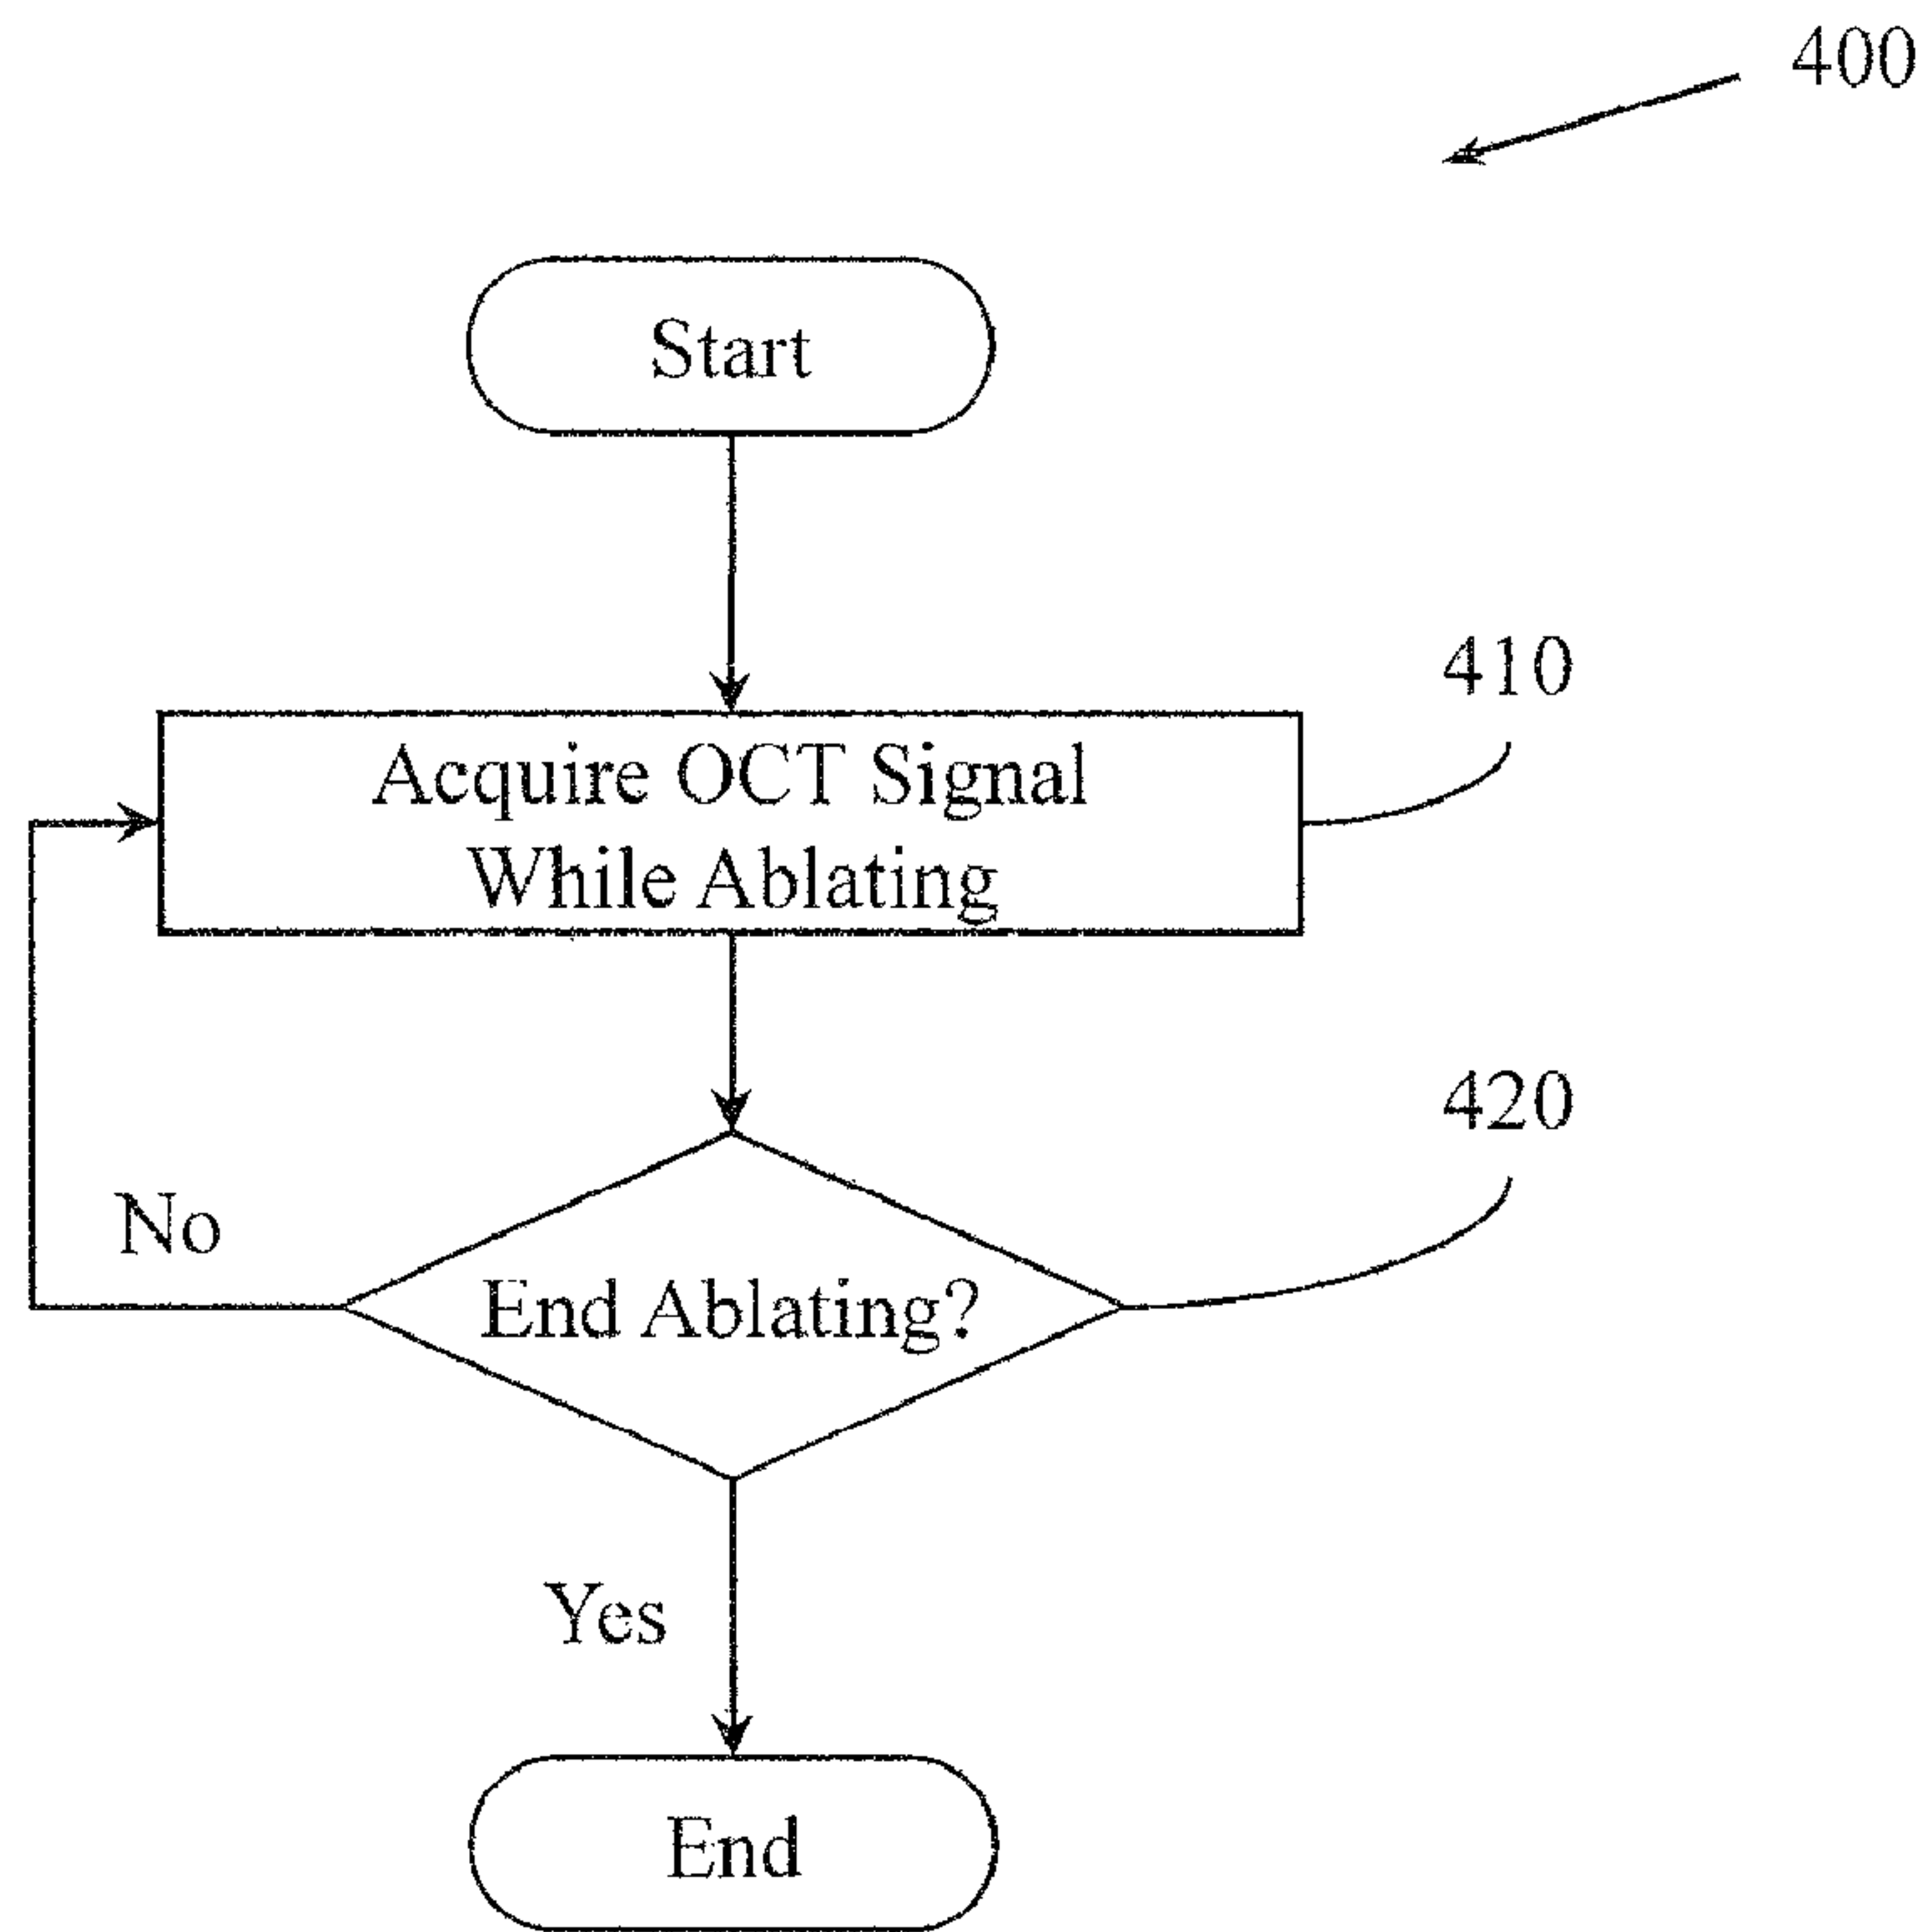 400
Start
410
Acquire OCT Signal
While Ablating
420
No
End Ablating?
Yes
End